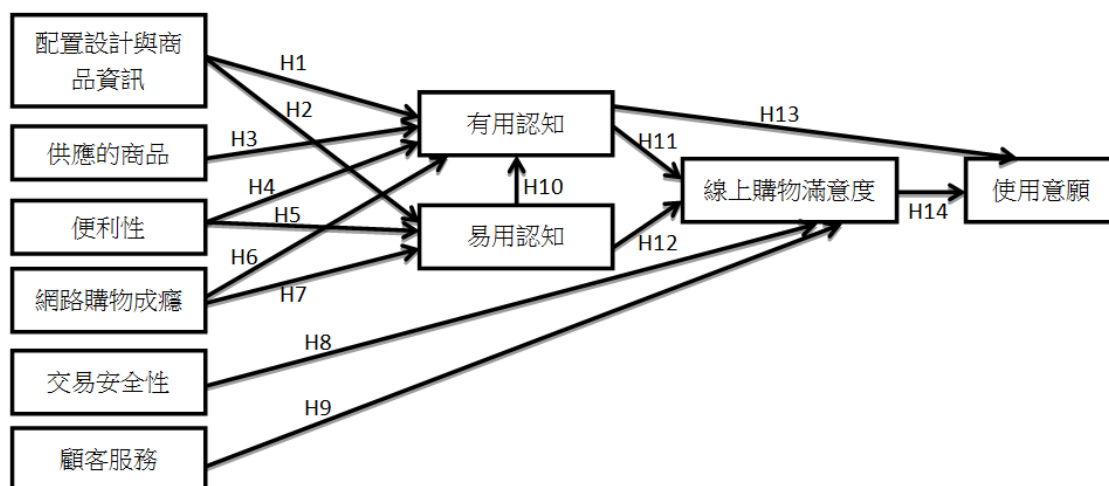 配置設計與商
品資訊
H1
H2
供應的商品
H3
有用認知
H13
H11
H4
H10
線上購物滿意度
使用意願
便利性
H5
易用認知
H12
H14
H6
網路購物成癮
H7
H8
交易安全性
H9
顧客服務